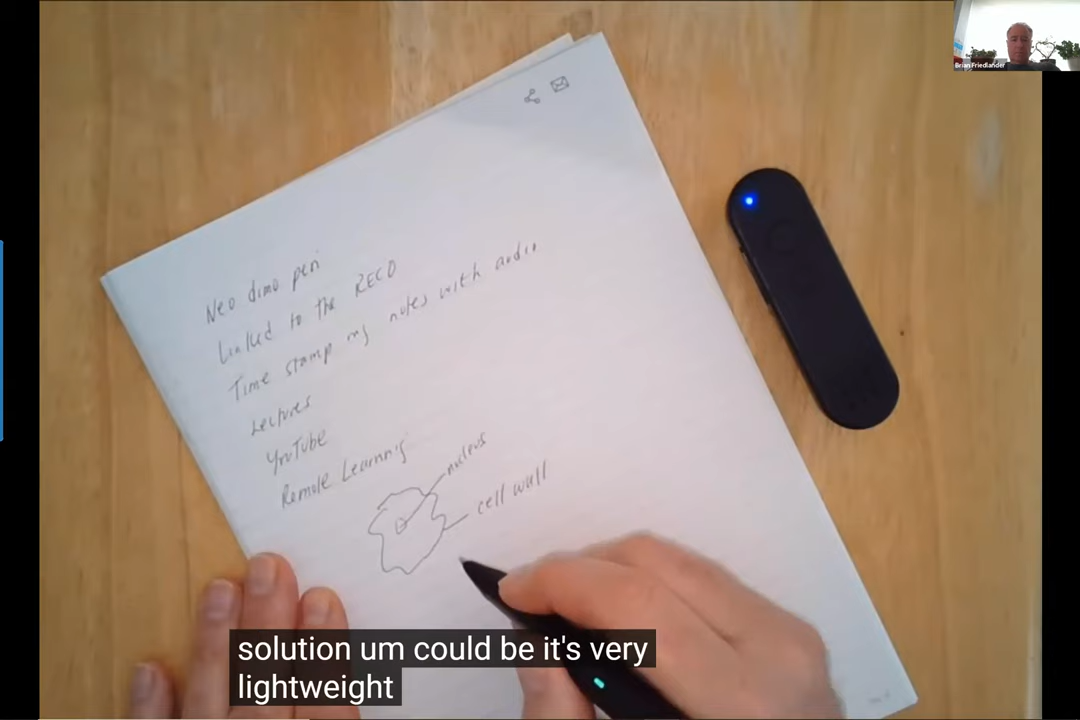 Brian Friedlander
Neo dimo pen
Linked to the RECO
Time stamp my notes with audio
Lectures
YouTube
Remote Learning
nucleus
cell wall
solution um could be it's very
lightweight